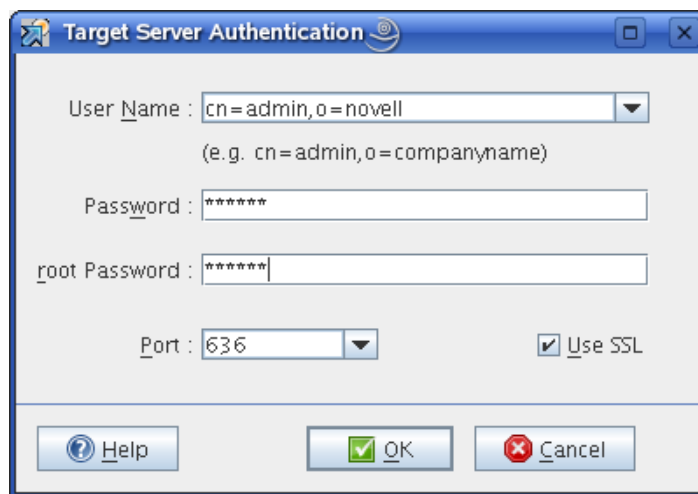 Target Server Authentication
User Name : cn=admin,o=novell
(e.g. cn=admin,o=companyname)
Password : ******
root Password : ******
Port : 636 Use SSL
Help OK Cancel